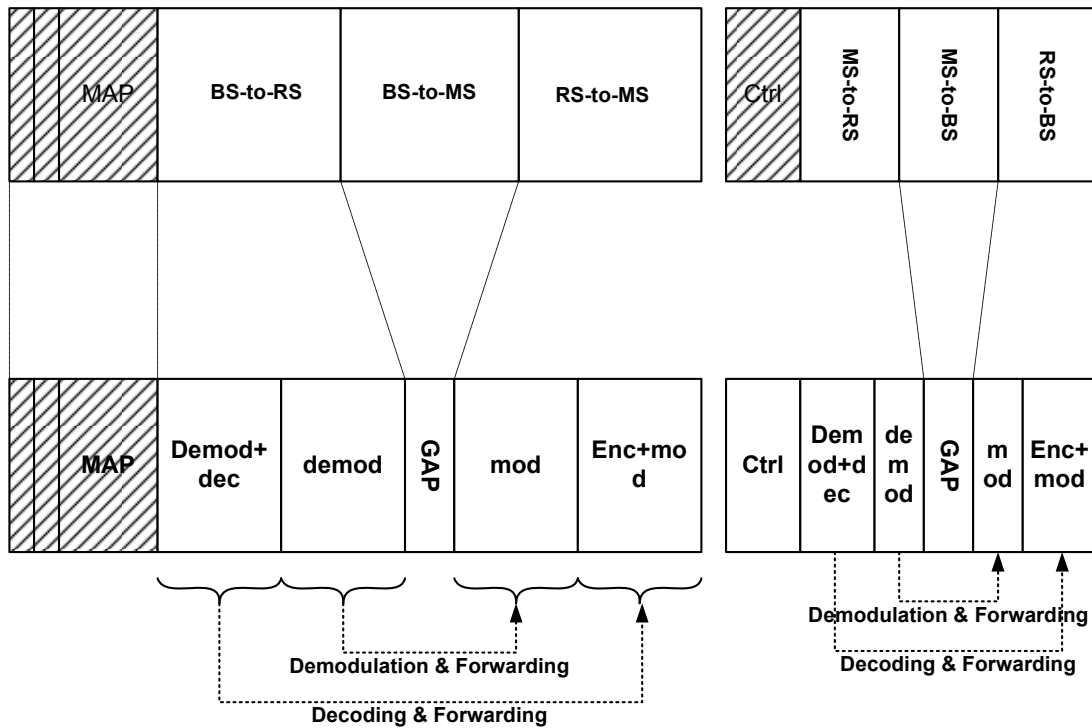 MAP
BS-to-RS
BS-to-MS
RS-to-MS
Ctrl
MS-to-RS
MS-to-BS
RS-to-BS
MAP
Demod+
dec
demod
GAP
mod
Enc+mo
d
Ctrl
Dem
od+d
ec
de
m
od
GAP
m
od
Enc+
mod
Demodulation & Forwarding
Decoding & Forwarding
Demodulation & Forwarding
Decoding & Forwarding